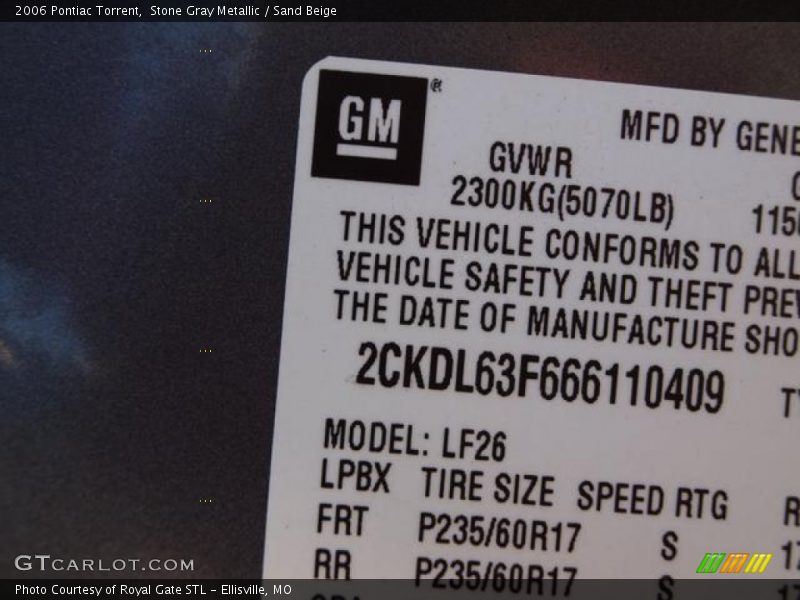 2006 Pontiac Torrent,  Stone Gray Metallic / Sand Beige
GM®
MFD BY GENE
GVWR
2300KG(5070LB)
115
THIS VEHICLE CONFORMS TO ALL
VEHICLE SAFETY AND THEFT PREV
THE DATE OF MANUFACTURE SHO
2CKDL63F666110409
MODEL: LF26
LPBX TIRE SIZE SPEED RTG R
FRT P235/60R17 S 17
RR P235/60R17 S
GTCARLOT.COM
Photo Courtesy of Royal Gate STL - Ellisville, MO